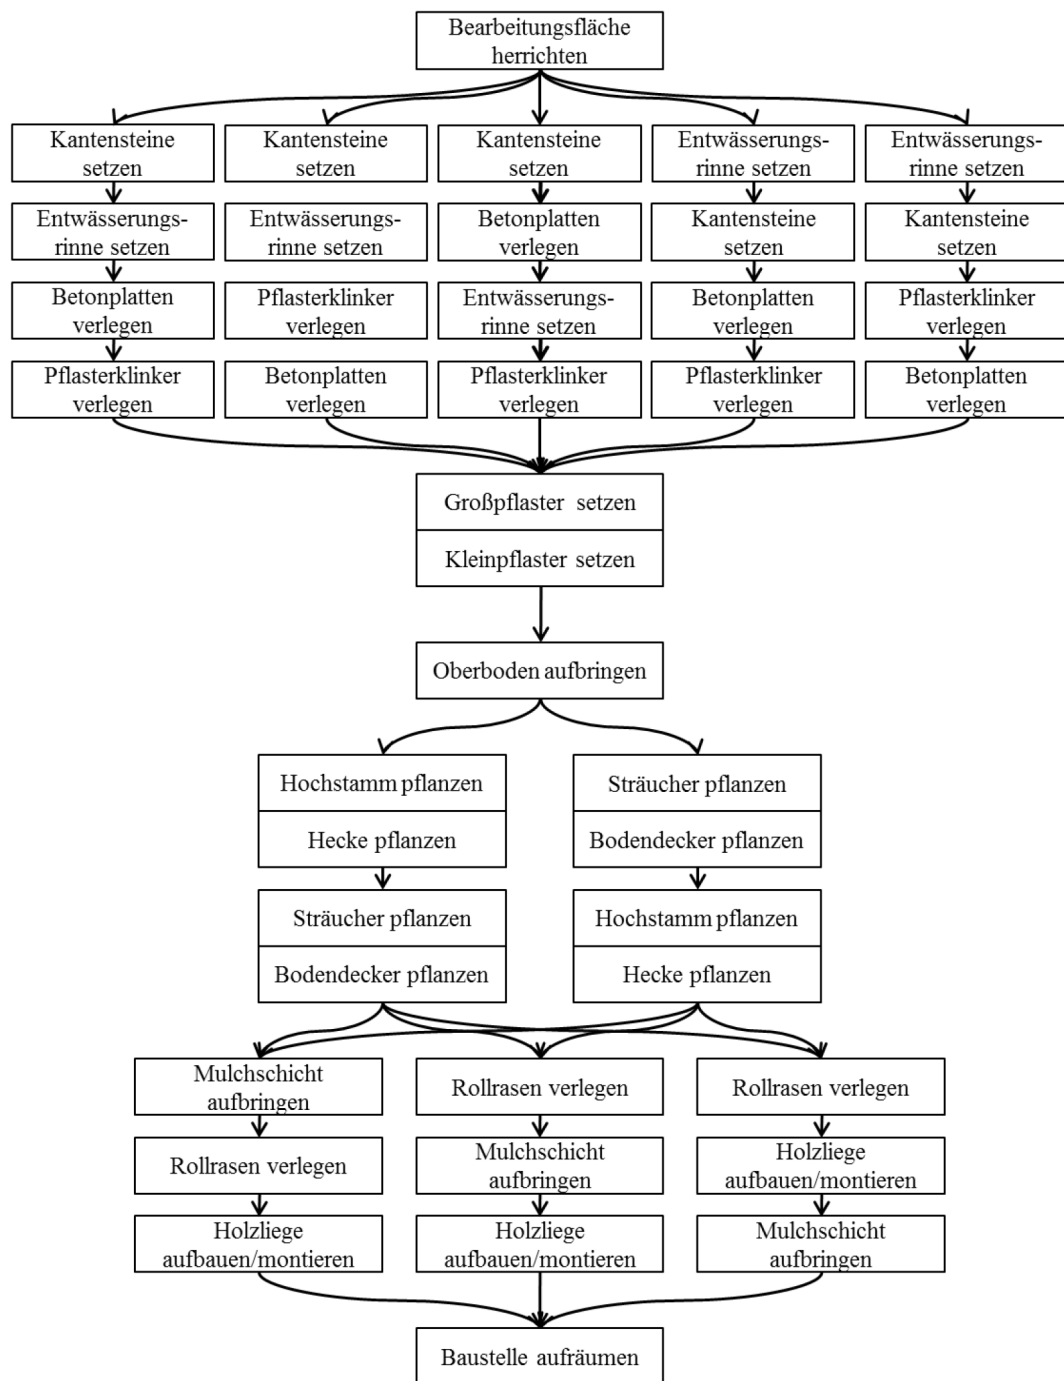 Bearbeitungsfläche
herrichten
Kantensteine
setzen
Kantensteine
setzen
Kantensteine
setzen
Entwässerungs-
rinne setzen
Entwässerungs-
rinne setzen
Entwässerungs-
rinne setzen
Entwässerungs-
rinne setzen
Betonplatten
verlegen
Kantensteine
setzen
Kantensteine
setzen
Betonplatten
verlegen
Pflasterklinker
verlegen
Entwässerungs-
rinne setzen
Betonplatten
verlegen
Pflasterklinker
verlegen
Pflasterklinker
verlegen
Betonplatten
verlegen
Pflasterklinker
verlegen
Pflasterklinker
verlegen
Betonplatten
verlegen
Großpflaster setzen
Kleinpflaster setzen
Oberboden aufbringen
Hochstamm pflanzen
Hecke pflanzen
Sträucher pflanzen
Bodendecker pflanzen
Sträucher pflanzen
Bodendecker pflanzen
Hochstamm pflanzen
Hecke pflanzen
Mulchschicht
aufbringen
Rollrasen verlegen
Rollrasen verlegen
Rollrasen verlegen
Mulchschicht
aufbringen
Holzliege
aufbauen/montieren
Holzliege
aufbauen/montieren
Holzliege
aufbauen/montieren
Mulchschicht
aufbringen
Baustelle aufräumen